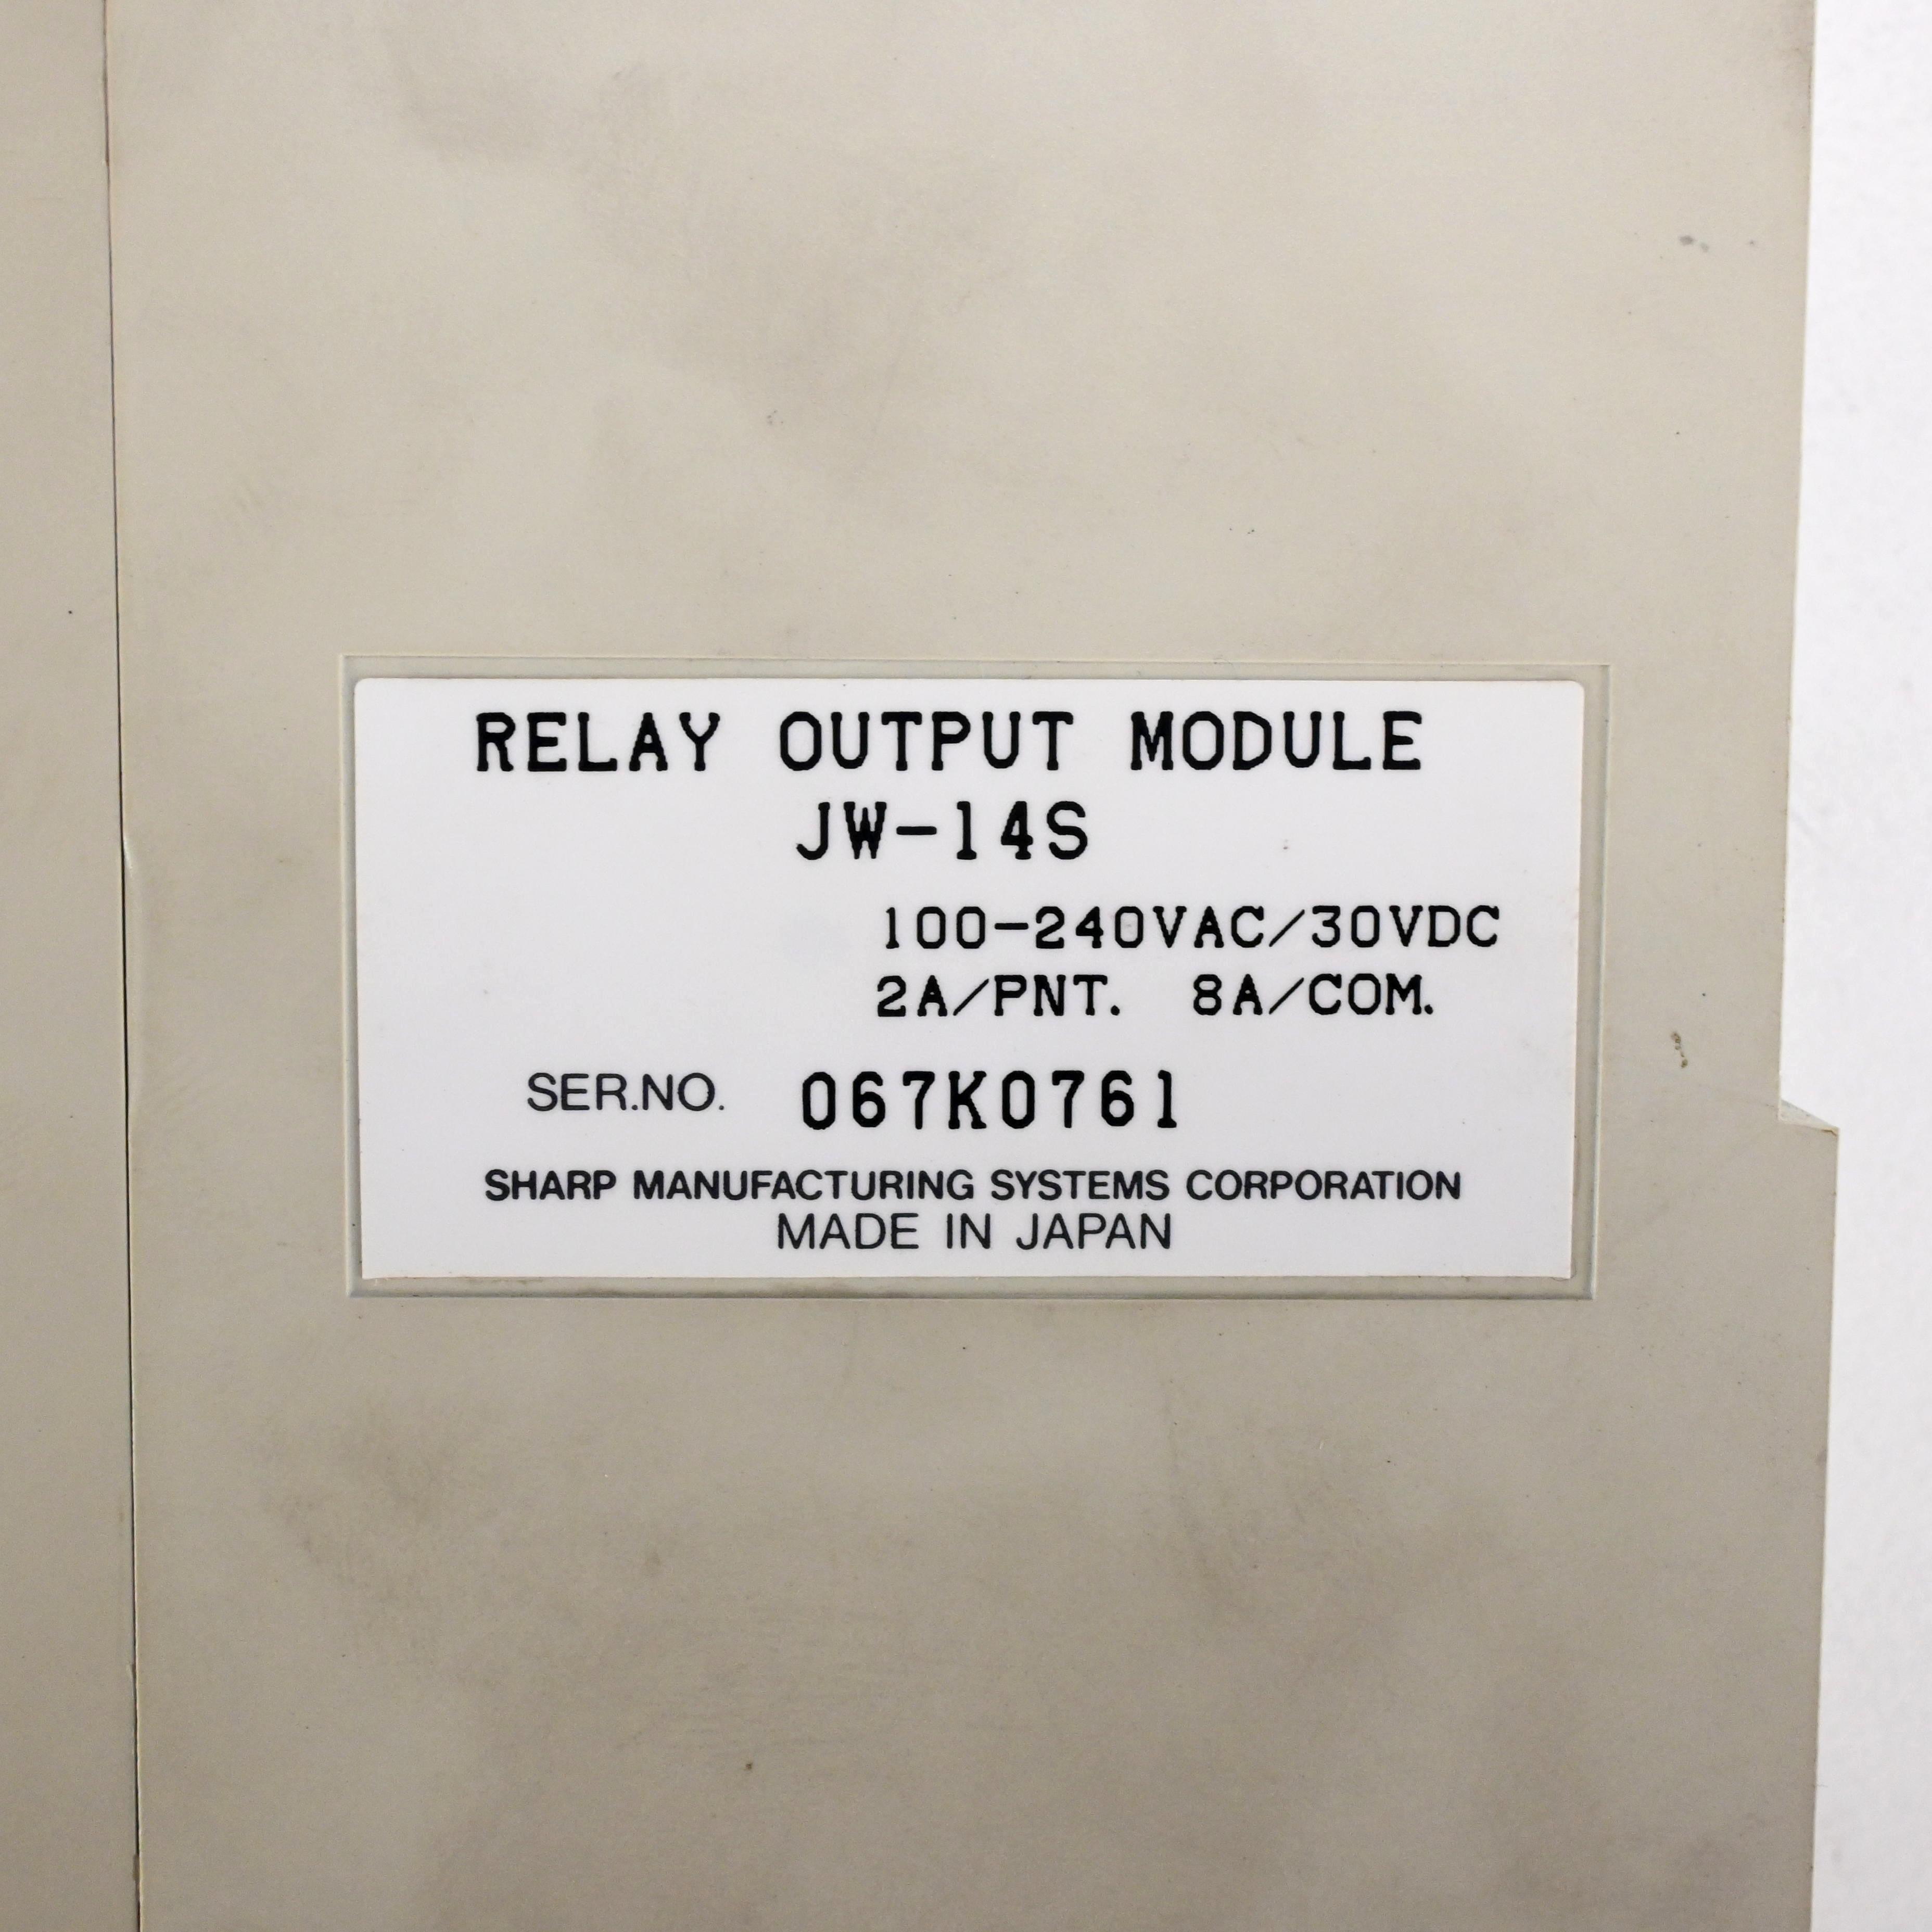 RELAY OUTPUT MODULE
JW-14S
100-240VAC/30VDC
2A/PNT. 8A/COM.
SER.NO. 067K0761
SHARP MANUFACTURING SYSTEMS CORPORATION
MADE IN JAPAN